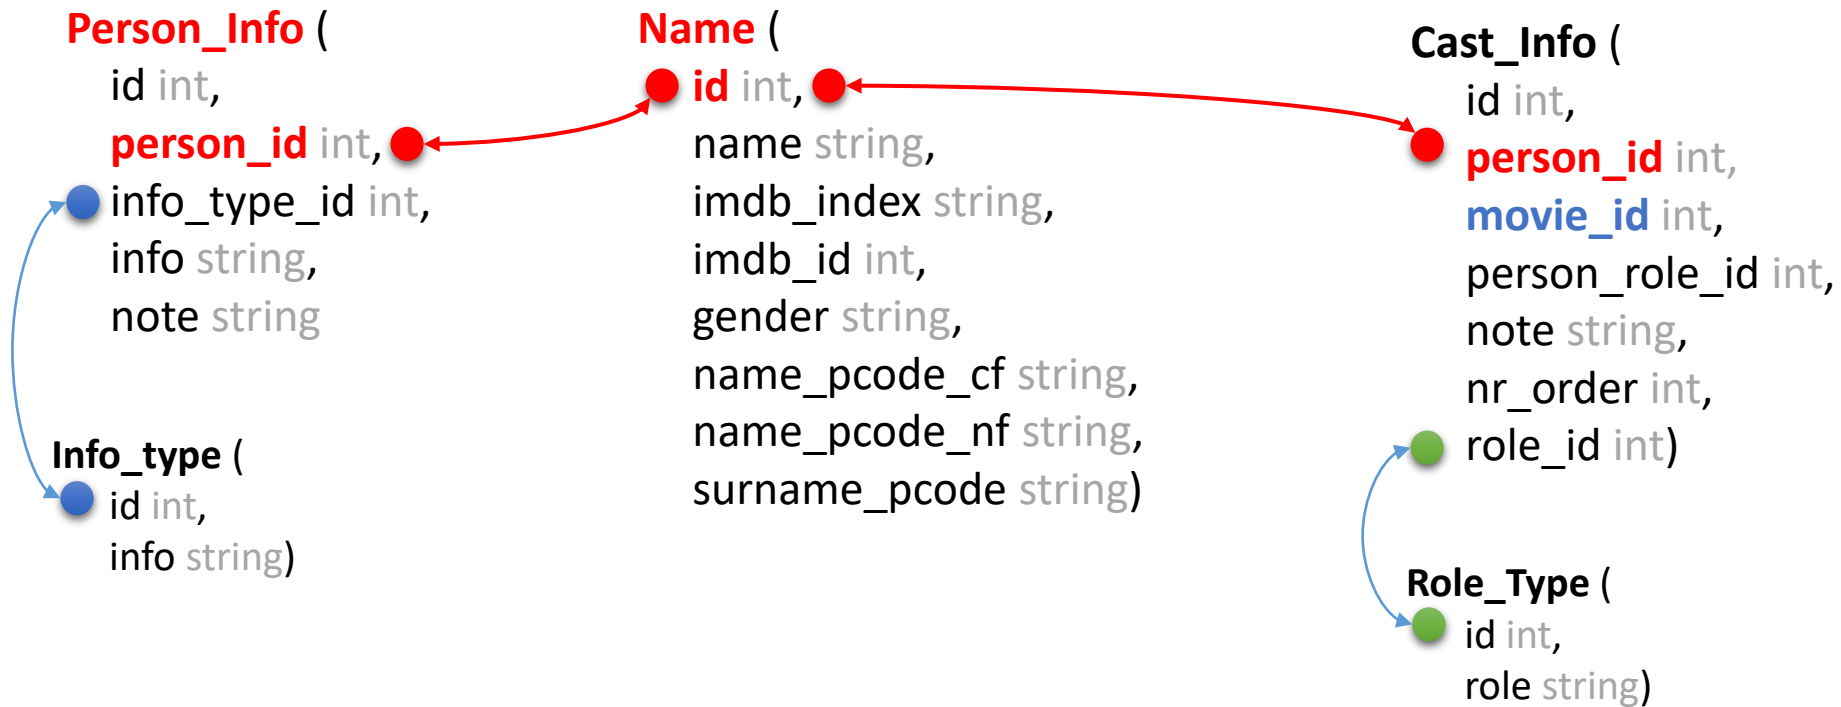 Person_Info (
id int,
person_id int,
info_type_id int,
info string,
note string
Info_type (
id int,
info string)
Name (
id int,
name string,
imdb_index string,
imdb_id int,
gender string,
name_pcode_cf string,
name_pcode_nf string,
surname_pcode string)
Cast_Info (
id int,
person_id int,
movie_id int,
person_role_id int,
note string,
nr_order int,
role_id int)
Role_Type (
id int,
role string)